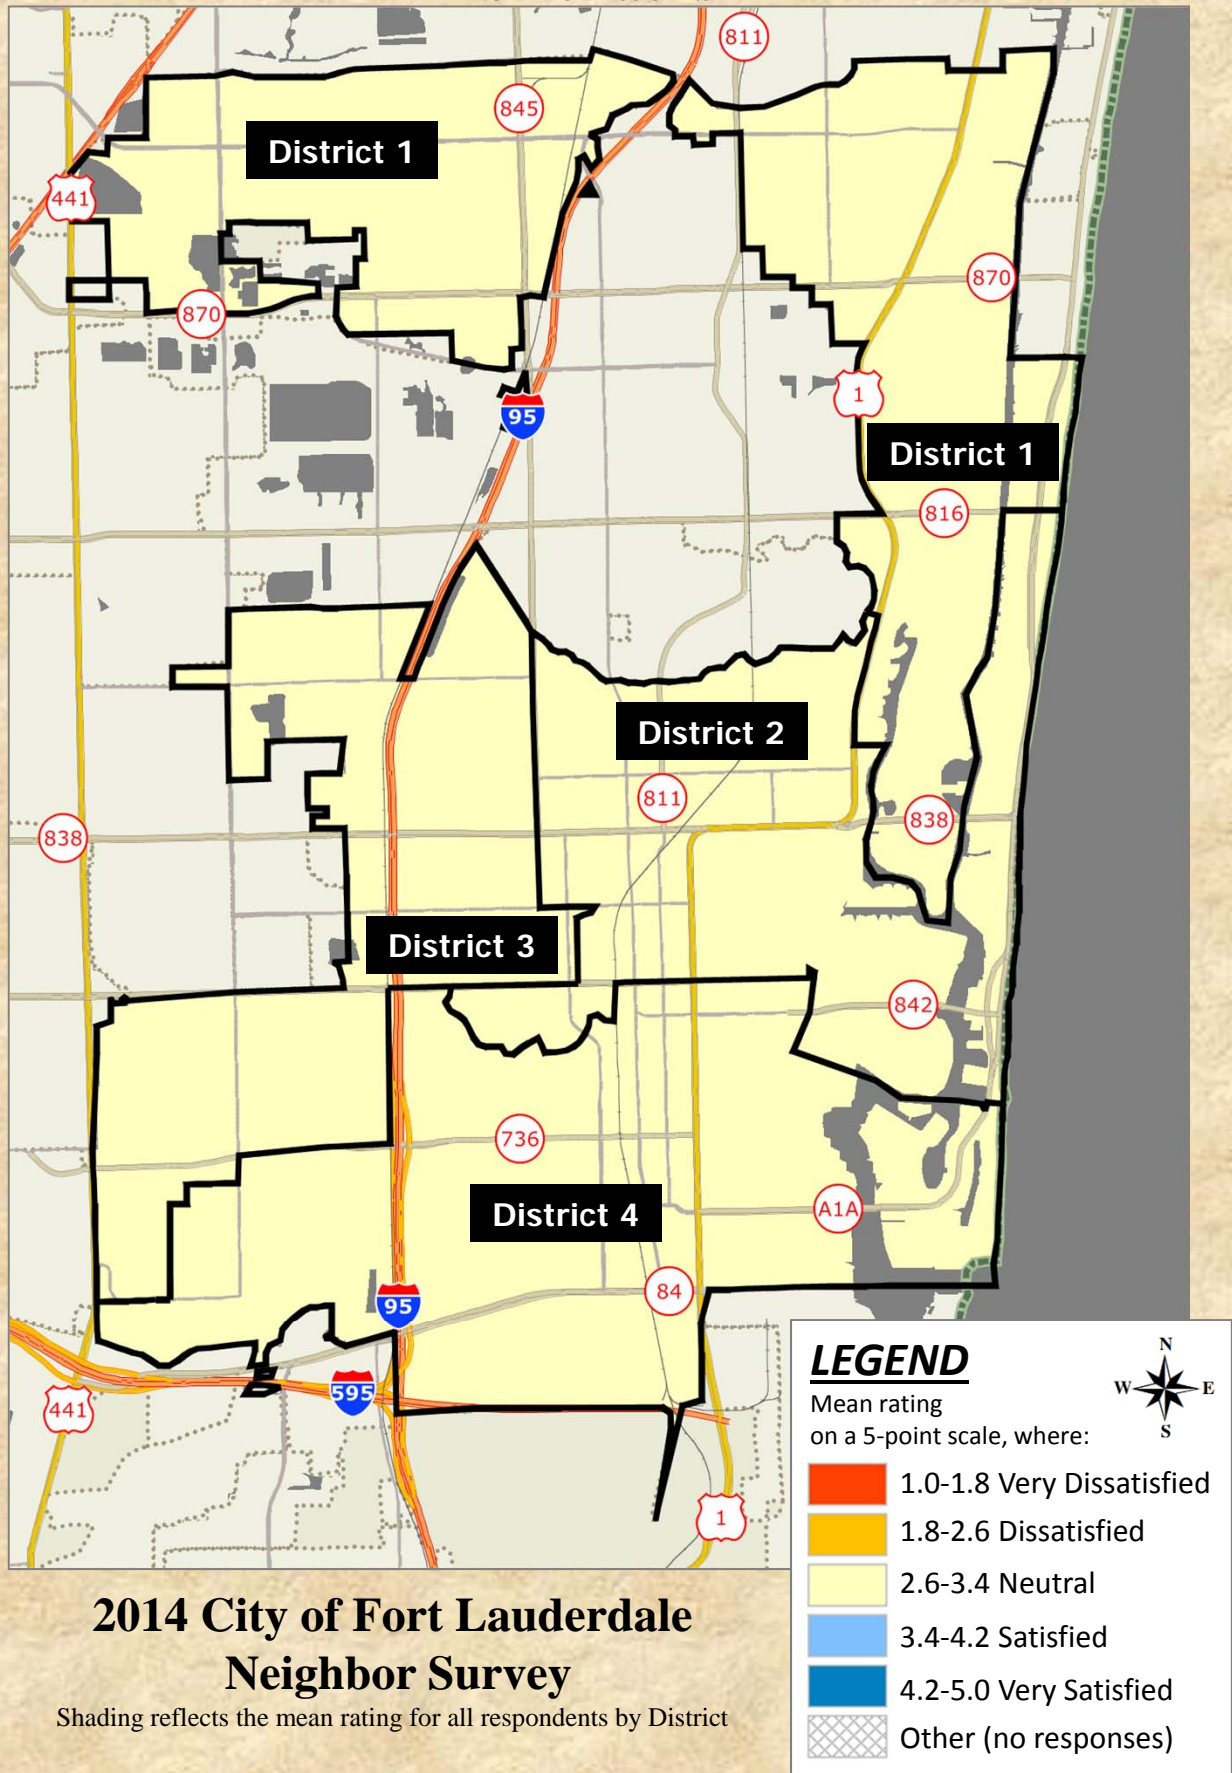 811
845
District 1
441
870
870
95
1
District 1
816
District 2
811
838
838
District 3
842
736
District 4
A1A
84
95
595
441
1
LEGEND
Mean rating
on a 5-point scale, where:
N
W E
S
1.0-1.8 Very Dissatisfied
1.8-2.6 Dissatisfied
2.6-3.4 Neutral
3.4-4.2 Satisfied
4.2-5.0 Very Satisfied
Other (no responses)
2014 City of Fort Lauderdale
Neighbor Survey
Shading reflects the mean rating for all respondents by District